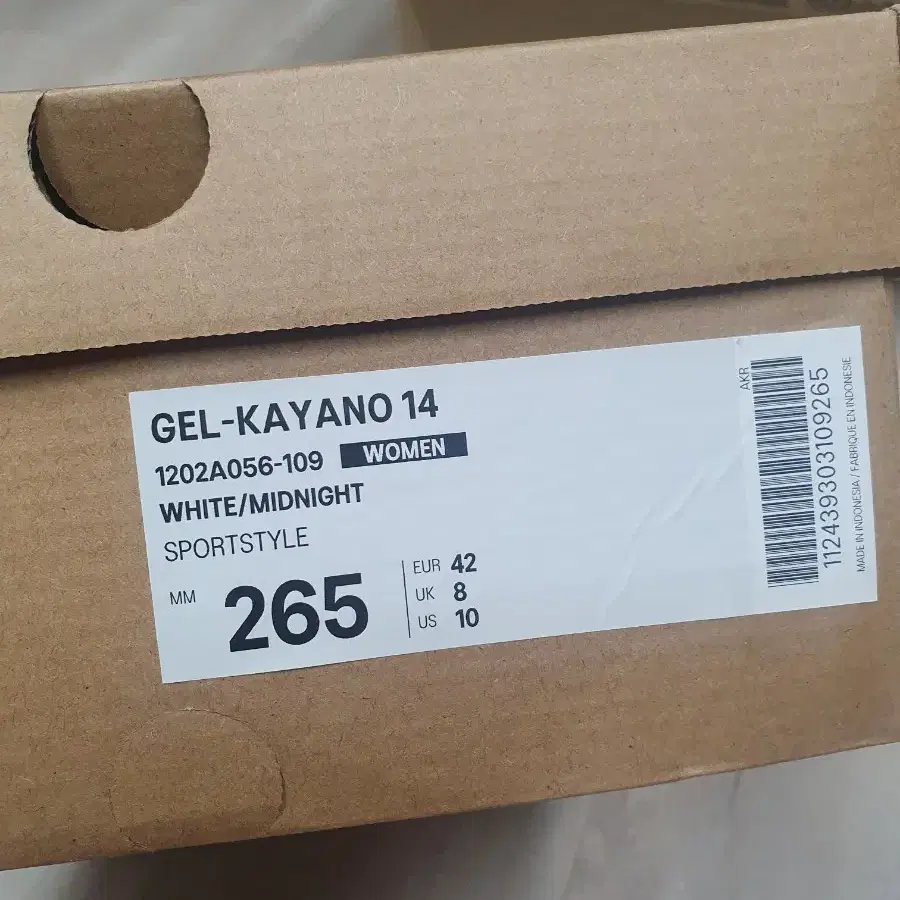 GEL-KAYANO 14
1202A056-109 WOMEN
WHITE/MIDNIGHT
SPORTSTYLE
MM 265
EUR 42
UK 8
US 10
AKR
112439303109265
MADE IN INDONESIA / FABRIQUE EN INDONESIE